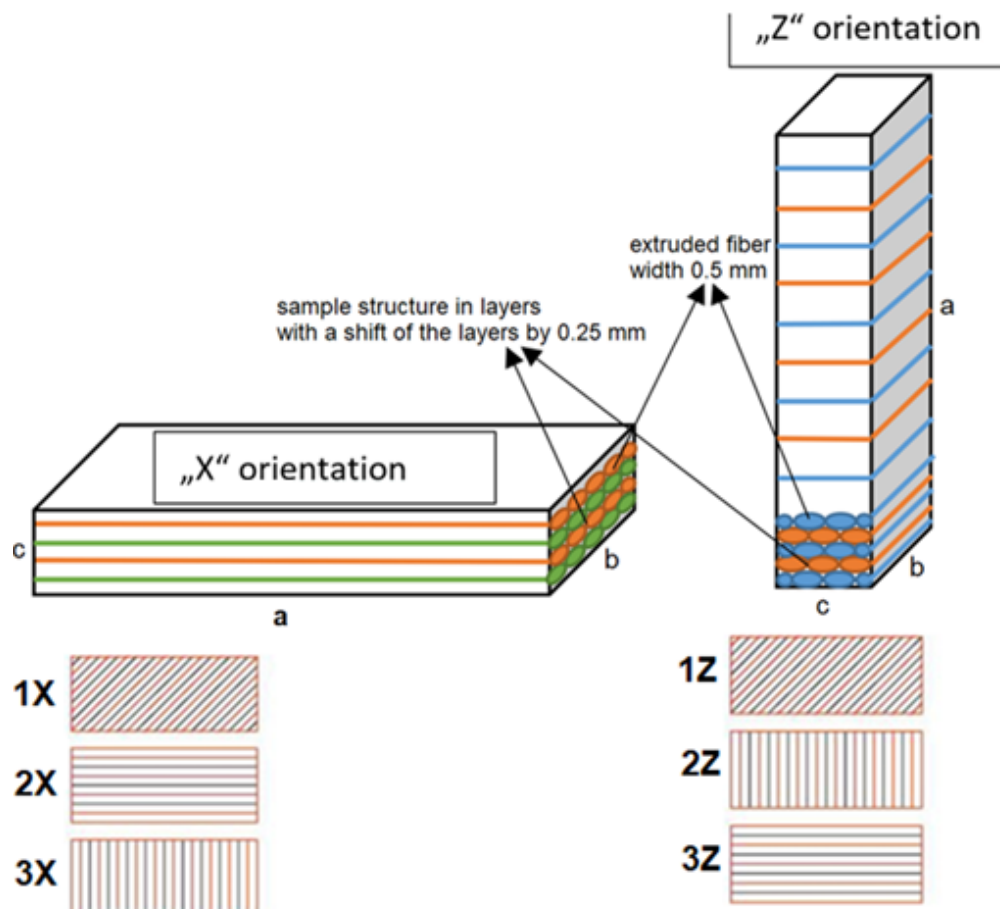 „Z“ orientation
extruded fiber
width 0.5 mm
a
sample structure in layers
with a shift of the layers by 0.25 mm
„X“ orientation
c
b
a
b
c
1X
2X
3X
1Z
2Z
3Z